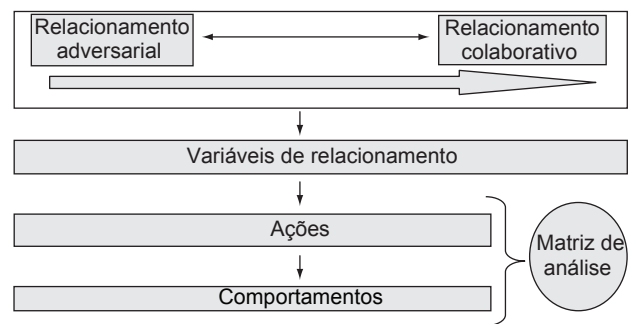 Relacionamento
adversarial
Relacionamento
colaborativo
Variáveis de relacionamento
Ações
Comportamentos
Matriz de
análise